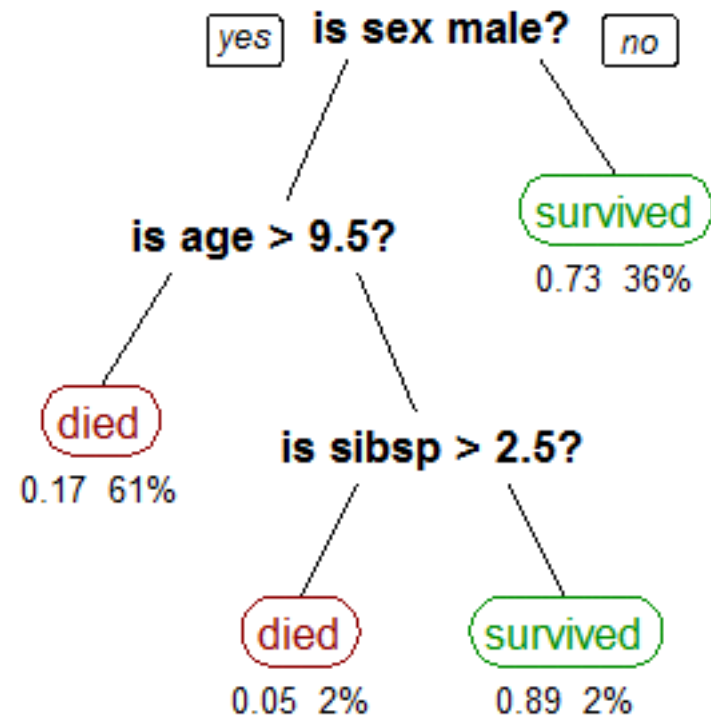 yes is sex male? no
survived
is age > 9.5?
0.73 36%
died
is sibsp > 2.5?
0.17 61%
died survived
0.05 2% 0.89 2%